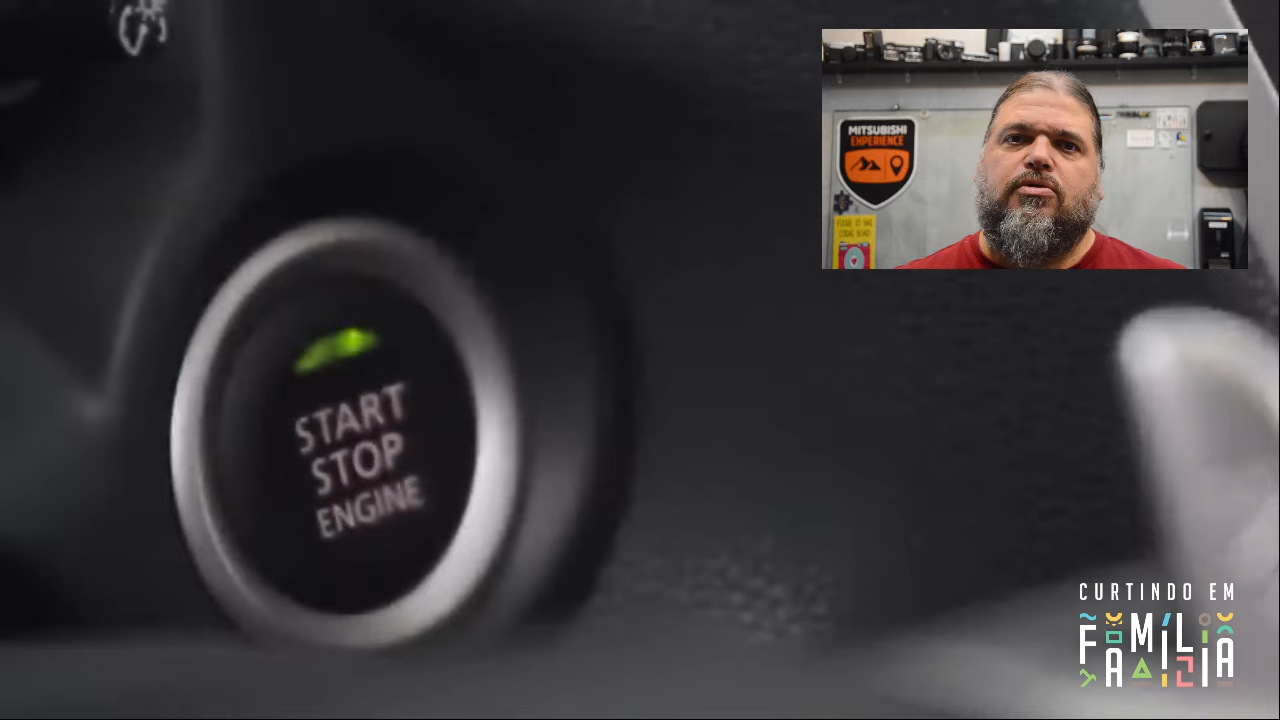 MITSUBISHI
EXPERIENCE
START
STOP
ENGINE
CURTINDO EM
FAMÍLIA